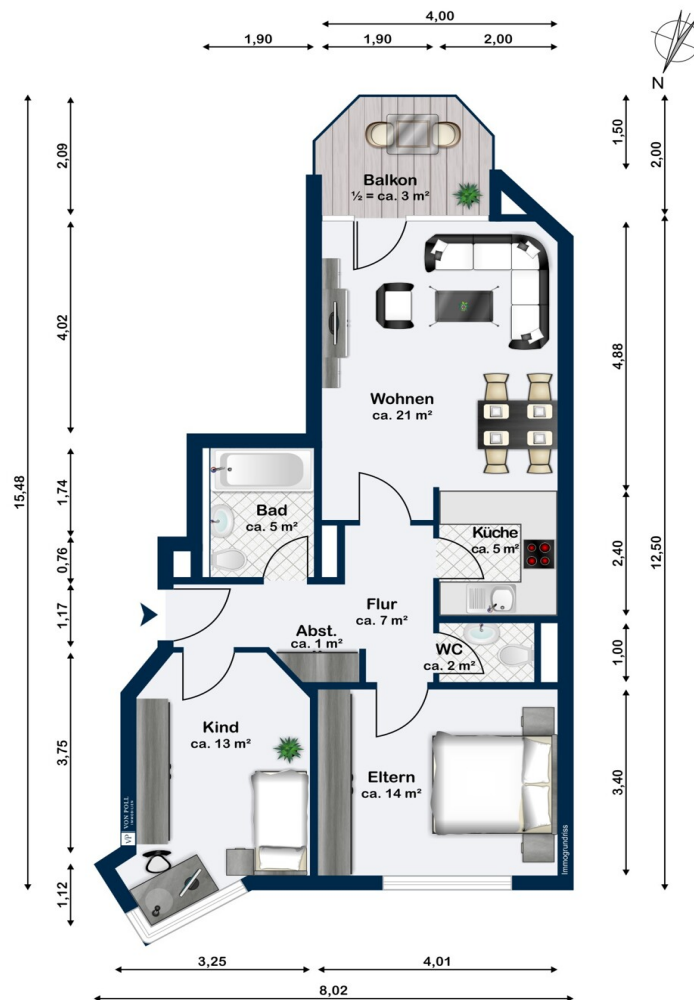 4,00
1,90
1,90
2,00
N
2,09
4,02
15,48
1,74
0,76
1,17
3,75
1,12
1,50
2,00
4,88
12,50
2,40
1,00
3,40
Balkon
½ = ca. 3 m²
Wohnen
ca. 21 m²
Bad
ca. 5 m²
Küche
ca. 5 m²
Flur
ca. 7 m²
Abst.
ca. 1 m²
WC
ca. 2 m²
Kind
ca. 13 m²
Eltern
ca. 14 m²
VP
VON POLL
IMMOBILIEN
Immogrundriss
3,25
4,01
8,02